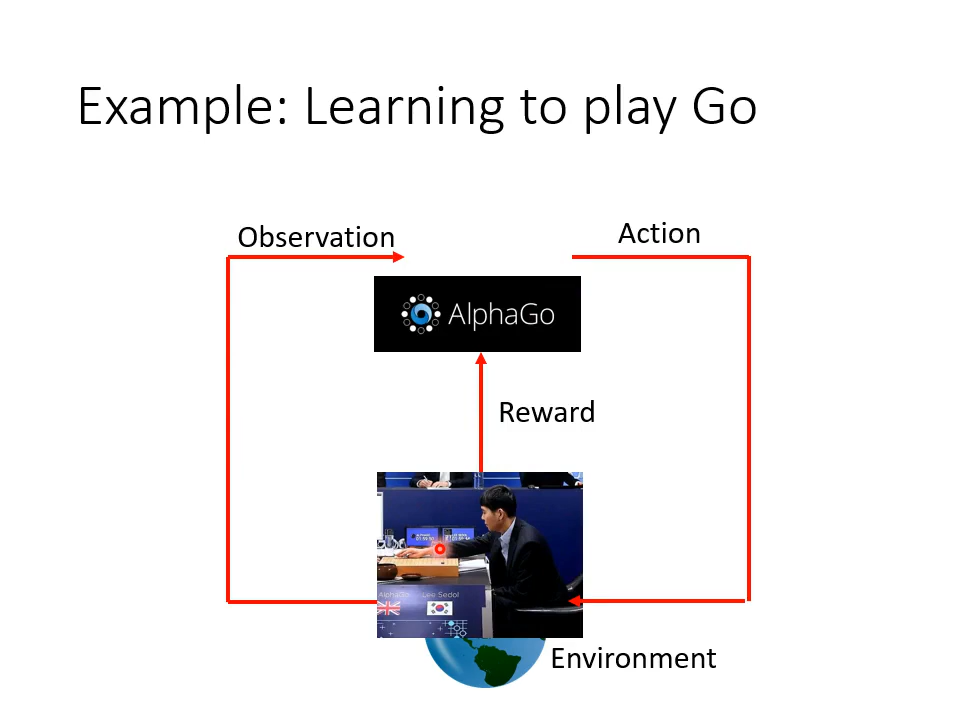 Example: Learning to play Go
Observation
Action
AlphaGo
Reward
AlphaGo
Lee Sedol
Environment